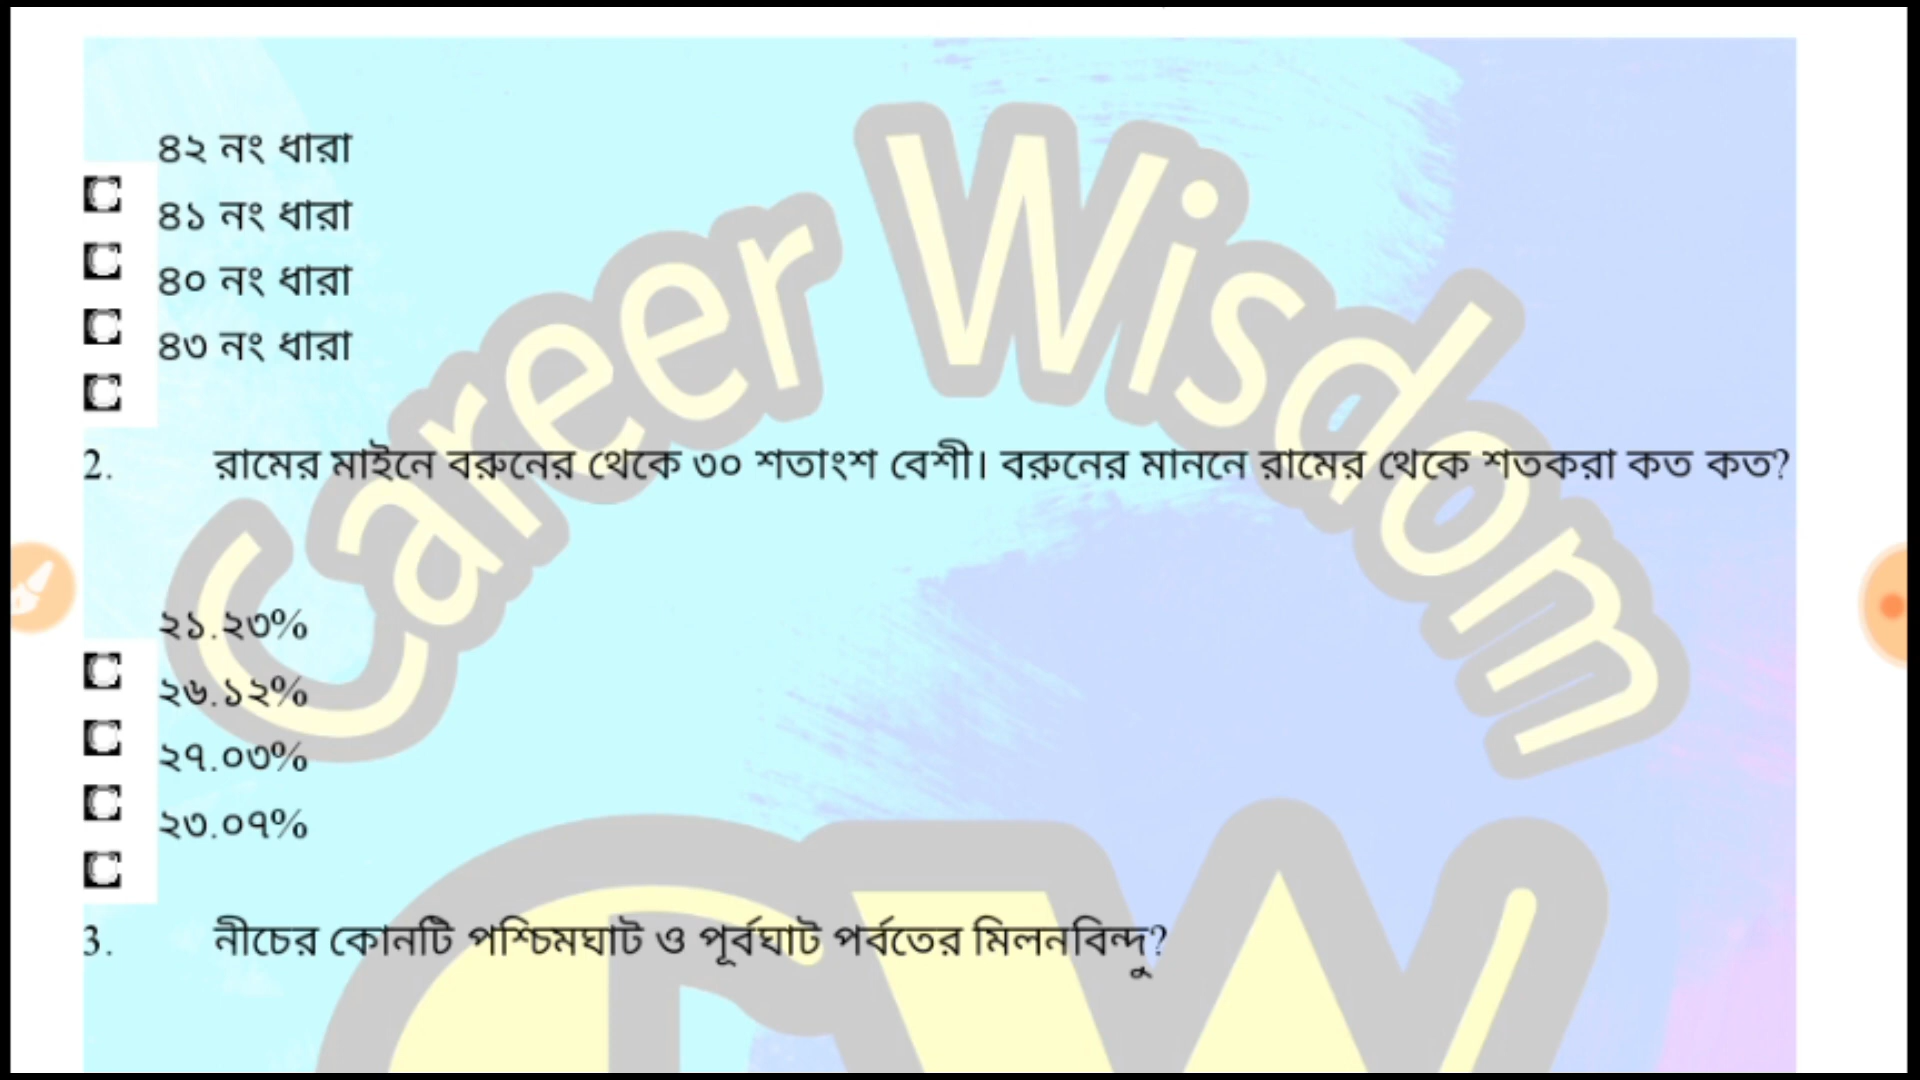 ৪২ নং ধারা
৪১ নং ধারা
৪০ নং ধারা
৪৩ নং ধারা
2. রামের মাইনে বরুনের থেকে ৩০ শতাংশ বেশী। বরুনের মাননে রামের থেকে শতকরা কত কত?
২১.২৩%
২৬.১২%
২৭.০৩%
২৩.০৭%
3. নীচের কোনটি পশ্চিমঘাট ও পূর্বঘাট পর্বতের মিলনবিন্দু?
Career Wisdom
CW